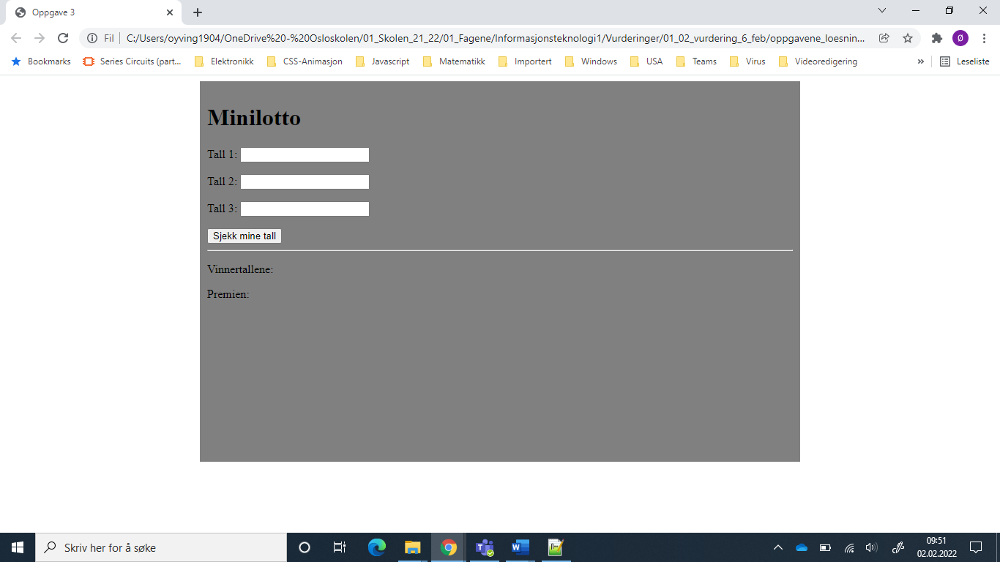 Oppgave 3
Fil
C:/Users/oyving1904/OneDrive%20-%20Osloskolen/01_Skolen_21_22/01_Fagene/Informasjonsteknologi1/Vurderinger/01_02_vurdering_6_feb/oppgavene_loesnin...
Ø
Bookmarks Series Circuits (part... Elektronikk CSS-Animasjon Javascript Matematikk Importert Windows USA Teams Virus Videoredigering » Leseliste
Minilotto
Tall 1:
Tall 2:
Tall 3:
Sjekk mine tall
Vinnertallene:
Premien:
Skriv her for å søke
09:51
02.02.2022